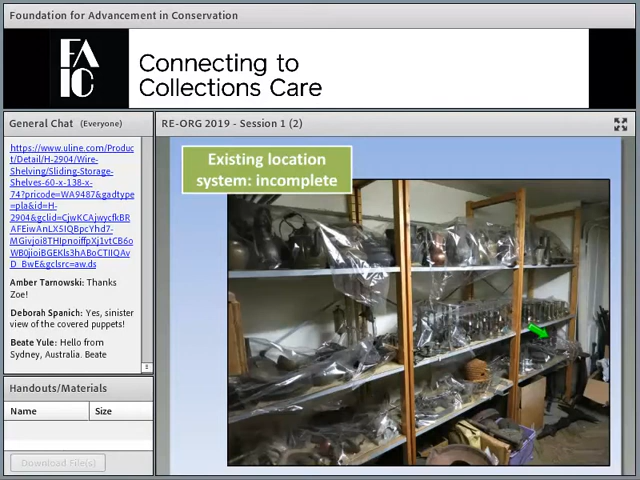 Foundation for Advancement in Conservation
FA
IC
Connecting to
Collections Care
General Chat (Everyone)
https://www.uline.com/Produc
t/Detail/H-2904/Wire-
Shelving/Sliding-Storage-
Shelves-60-x-138-x-
74?pricode=WA9487&gadtype
=pla&id=H-
2904&gclid=CjwKCAjwycfkBR
AFEiwAnLX5IQBpcYhd7-
MGivjoi8THIpnoiffpXj1vtCB6o
WB0jioiBGEKls3hABoCTIIQAv
D_BwE&gclsrc=aw.ds
Amber Tarnowski: Thanks
Zoe!
Deborah Spanich: Yes, sinister
view of the covered puppets!
Beate Yule: Hello from
Sydney, Australia. Beate
Handouts/Materials
Name Size
Download File(s)
RE-ORG 2019 - Session 1 (2)
Existing location
system: incomplete